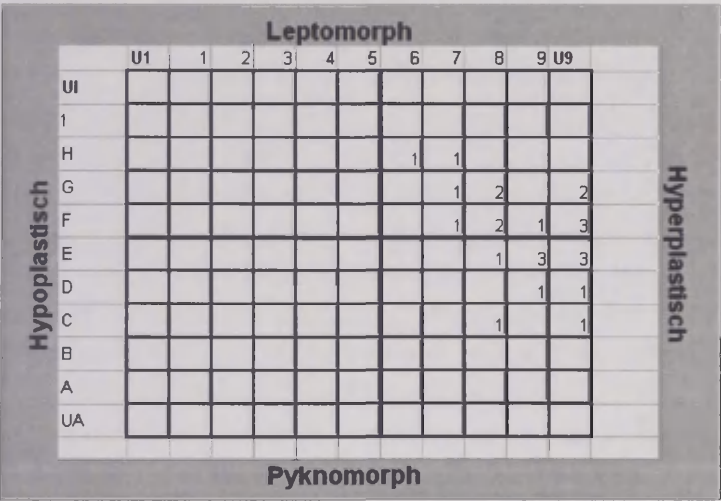 Leptomorph
U1 1 2 3 4 5 6 7 8 9 U9
UI
1
H 1 1
G 1 2 2
F 1 2 1 3
E 1 3 3
D 1 1
C 1 1
B
A
UA
Hypoplastisch
Hyperplastisch
Pyknomorph